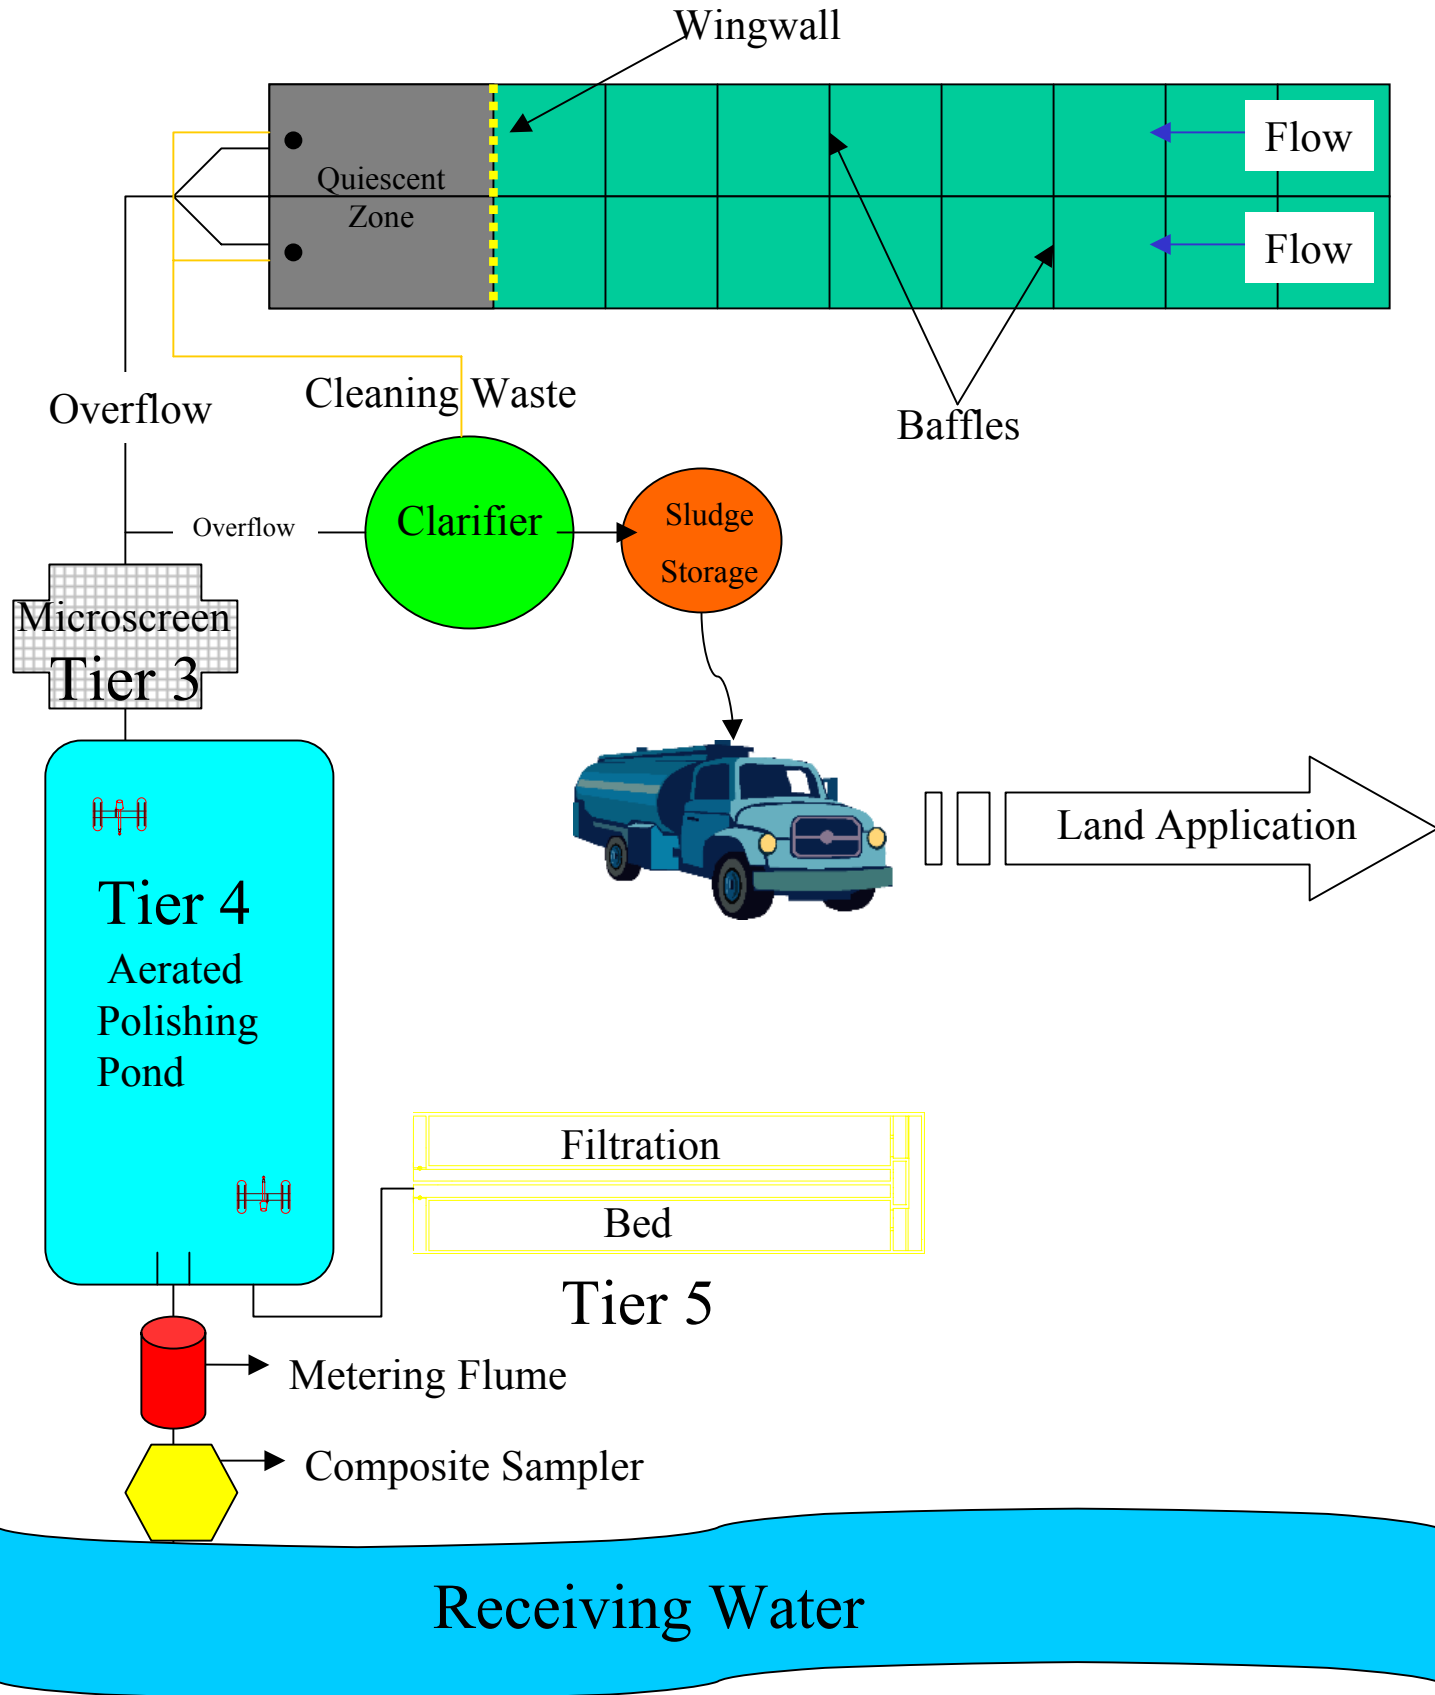 Wingwall
Flow
Quiescent
Zone
Flow
Overflow
Cleaning Waste
Baffles
Overflow
Clarifier
Sludge
Storage
Microscreen
Tier 3
Land Application
Tier 4
Aerated
Polishing
Pond
Filtration
Bed
Tier 5
Metering Flume
Composite Sampler
Receiving Water